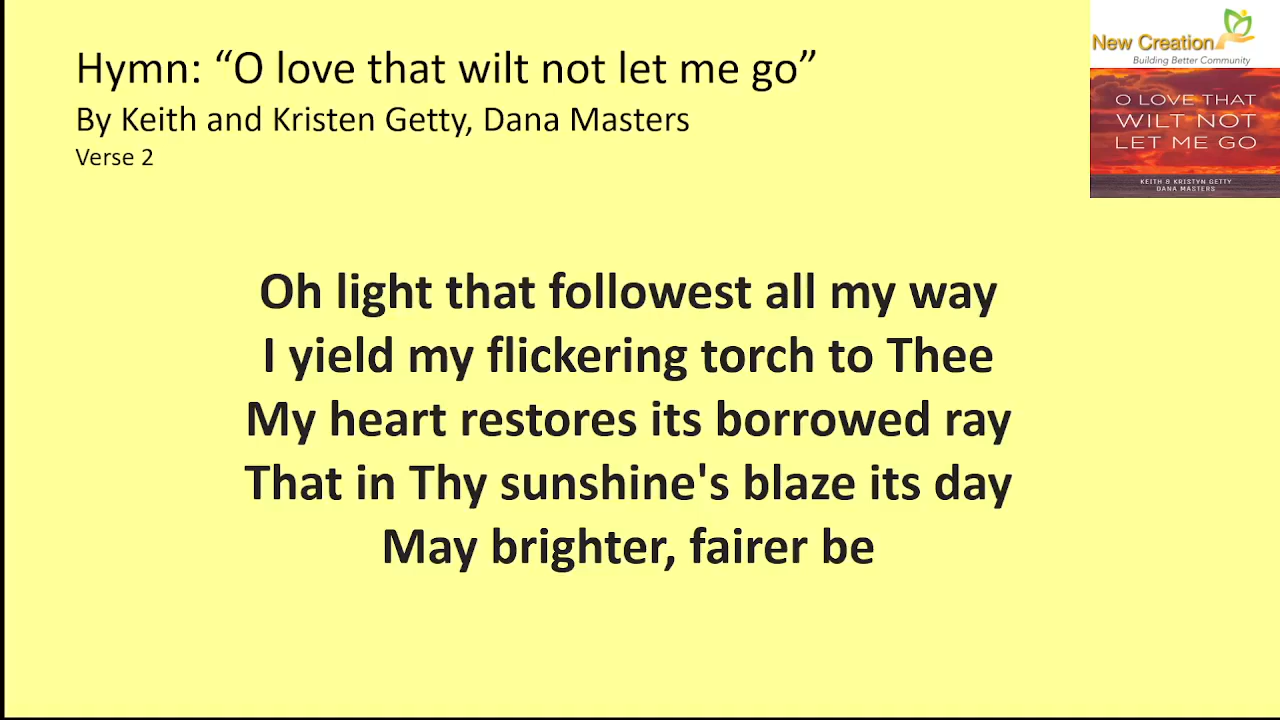 Hymn: “O love that wilt not let me go”
By Keith and Kristen Getty, Dana Masters
Verse 2
New Creation
Building Better Community
O LOVE THAT
WILT NOT
LET ME GO
KEITH & KRISTYN GETTY
DANA MASTERS
Oh light that followest all my way
I yield my flickering torch to Thee
My heart restores its borrowed ray
That in Thy sunshine's blaze its day
May brighter, fairer be